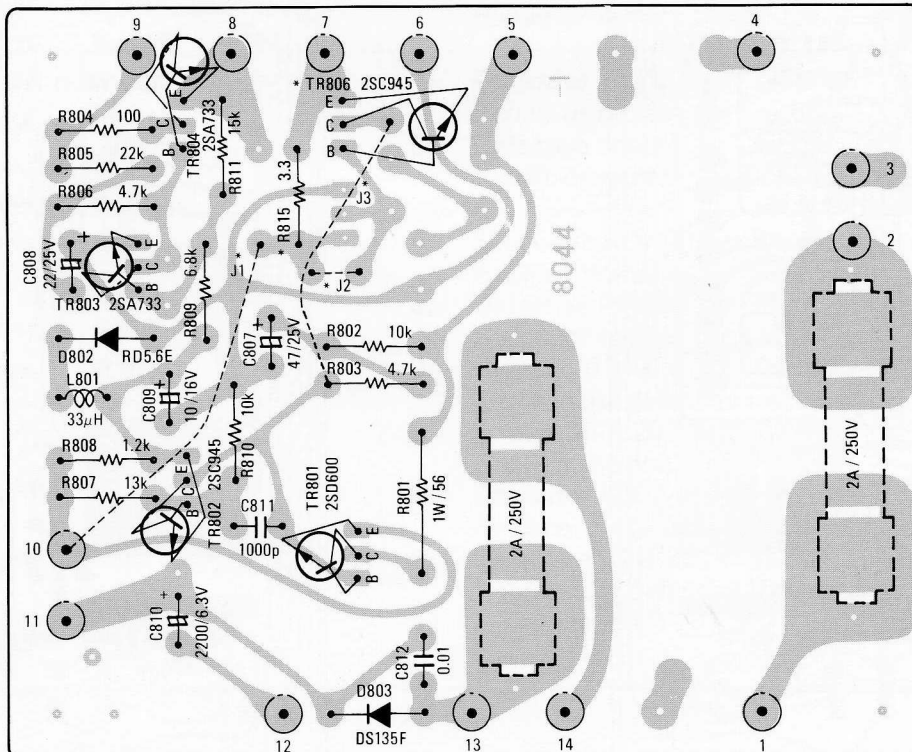 9
8
7
6
5
4
* TR806 2SC945
E
C
B
E
C
B
TR804
2SA733
R804 100
R805 22k
R806 4.7k
15k
R811
3.3
R815
*
J3
*
3
2
C808
22/25V
+
E
C
B
TR803 2SA733
6.8k
R809
J1
*
* J2
8044
D802 RD5.6E
C807
47/25V
+
R802 10k
R803 4.7k
L801
33μH
C809
10/16V
+
10k
R810
R808 1.2k
R807 13k
E
C
B
TR802
2SC945
TR801
2SD600
E
C
B
C811
1000p
R801
1W/56
2A/250V
2A/250V
10
11
C810
2200/6.3V
+
C812
0.01
D803
DS135F
12
13
14
1